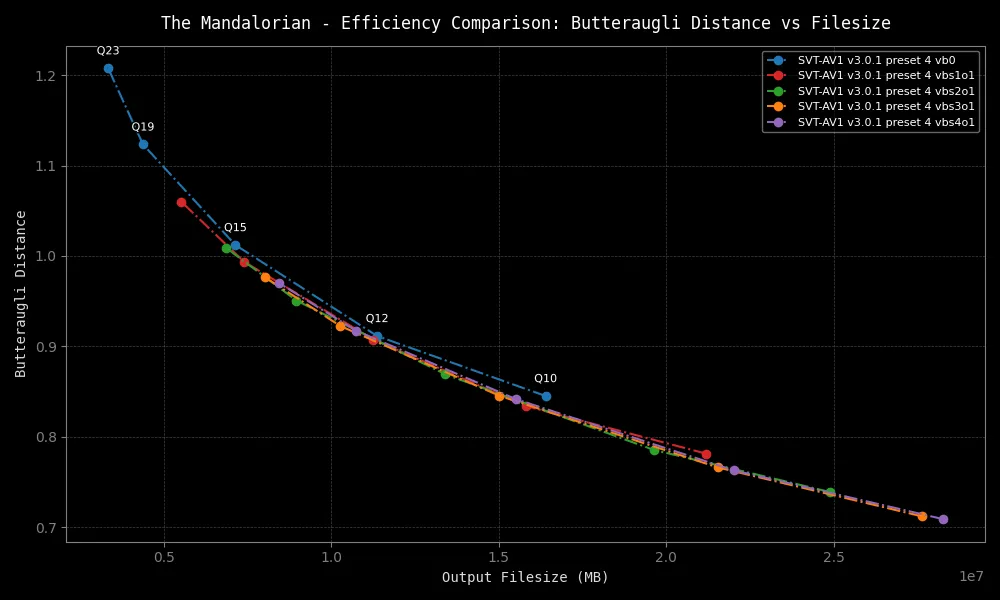 The Mandalorian - Efficiency Comparison: Butteraugli Distance vs Filesize
SVT-AV1 v3.0.1 preset 4 vb0
SVT-AV1 v3.0.1 preset 4 vbs1o1
SVT-AV1 v3.0.1 preset 4 vbs2o1
SVT-AV1 v3.0.1 preset 4 vbs3o1
SVT-AV1 v3.0.1 preset 4 vbs4o1
Q23
Q19
Q15
Q12
Q10
Butteraugli Distance
1.2
1.1
1.0
0.9
0.8
0.7
0.5
1.0
1.5
2.0
2.5
1e7
Output Filesize (MB)